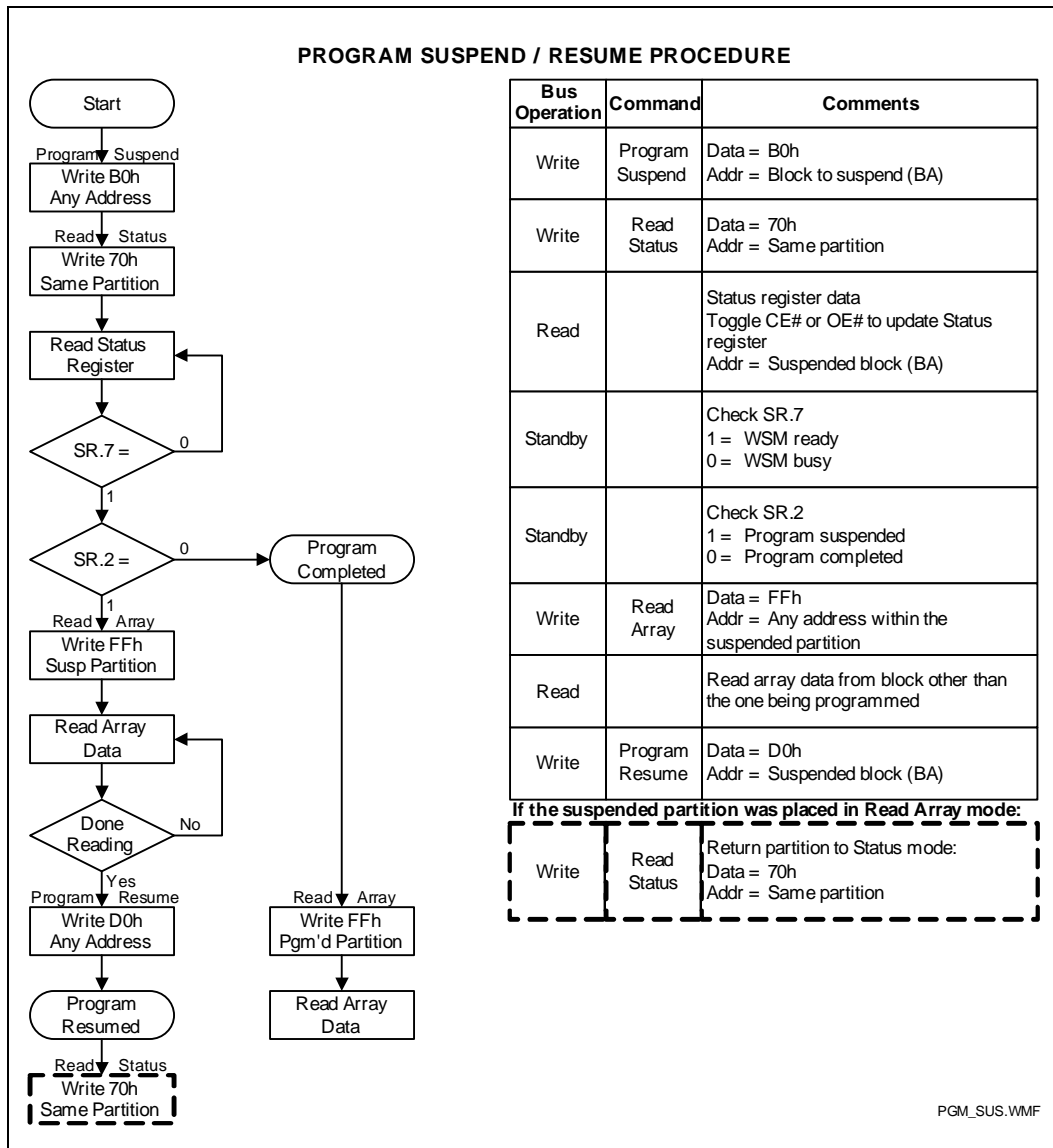 PROGRAM SUSPEND / RESUME PROCEDURE
Start
Program Suspend
Write B0h
Any Address
Read Status
Write 70h
Same Partition
Read Status
Register
SR.7 =
0
1
SR.2 =
0
Program
Completed
1
Read Array
Write FFh
Susp Partition
Read Array
Data
Done
Reading
No
Yes
Program Resume
Write D0h
Any Address
Read Array
Write FFh
Pgm'd Partition
Program
Resumed
Read Array
Data
Read Status
Write 70h
Same Partition
Bus
Operation
Command
Comments
Write
Program
Suspend
Data = B0h
Addr = Block to suspend (BA)
Write
Read
Status
Data = 70h
Addr = Same partition
Read
Status register data
Toggle CE# or OE# to update Status
register
Addr = Suspended block (BA)
Standby
Check SR.7
1 = WSM ready
0 = WSM busy
Standby
Check SR.2
1 = Program suspended
0 = Program completed
Write
Read
Array
Data = FFh
Addr = Any address within the
suspended partition
Read
Read array data from block other than
the one being programmed
Write
Program
Resume
Data = D0h
Addr = Suspended block (BA)
If the suspended partition was placed in Read Array mode:
Write
Read
Status
Return partition to Status mode:
Data = 70h
Addr = Same partition
PGM_SUS.WMF